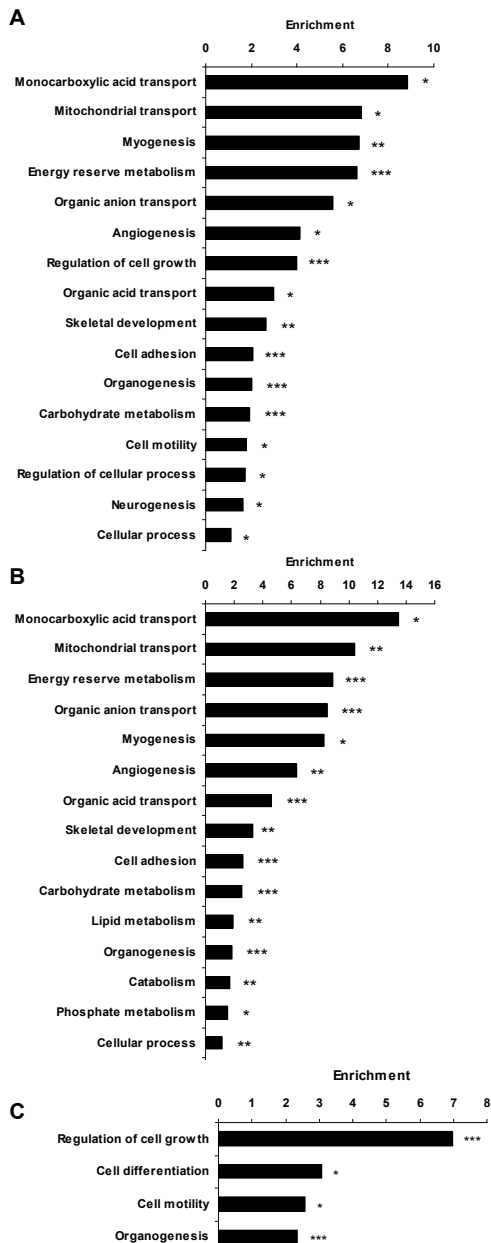 A
Enrichment
0 2 4 6 8 10
Monocarboxylic acid transport *
Mitochondrial transport *
Myogenesis **
Energy reserve metabolism ***
Organic anion transport *
Angiogenesis *
Regulation of cell growth ***
Organic acid transport *
Skeletal development **
Cell adhesion ***
Organogenesis ***
Carbohydrate metabolism ***
Cell motility *
Regulation of cellular process *
Neurogenesis *
Cellular process *
B
Enrichment
0 2 4 6 8 10 12 14 16
Monocarboxylic acid transport *
Mitochondrial transport **
Energy reserve metabolism ***
Organic anion transport ***
Myogenesis *
Angiogenesis **
Organic acid transport ***
Skeletal development **
Cell adhesion ***
Carbohydrate metabolism ***
Lipid metabolism **
Organogenesis ***
Catabolism **
Phosphate metabolism *
Cellular process **
C
Enrichment
0 1 2 3 4 5 6 7 8
Regulation of cell growth ***
Cell differentiation *
Cell motility *
Organogenesis ***